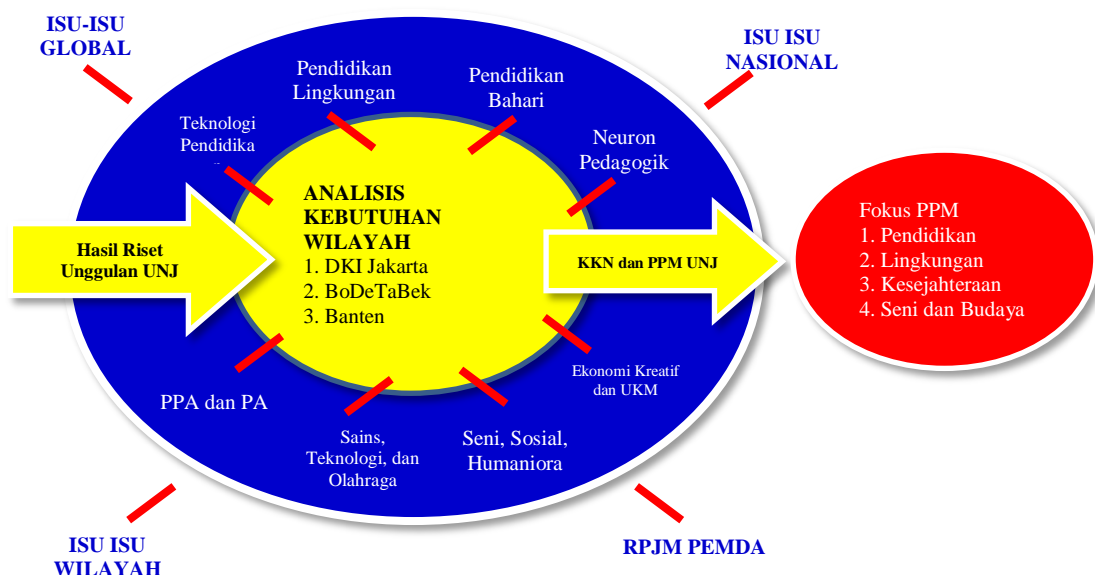 ISU-ISU
GLOBAL
ISU ISU
NASIONAL
Pendidikan
Lingkungan
Pendidikan
Bahari
Teknologi
Pendidika
Neuron
Pedagogik
Hasil Riset
Unggulan UNJ
ANALISIS
KEBUTUHAN
WILAYAH
1. DKI Jakarta
2. BoDeTaBek
3. Banten
KKN dan PPM UNJ
Fokus PPM
1. Pendidikan
2. Lingkungan
3. Kesejahteraan
4. Seni dan Budaya
PPA dan PA
Sains,
Teknologi, dan
Olahraga
Seni, Sosial,
Humaniora
Ekonomi Kreatif
dan UKM
ISU ISU
WILAYAH
RPJM PEMDA